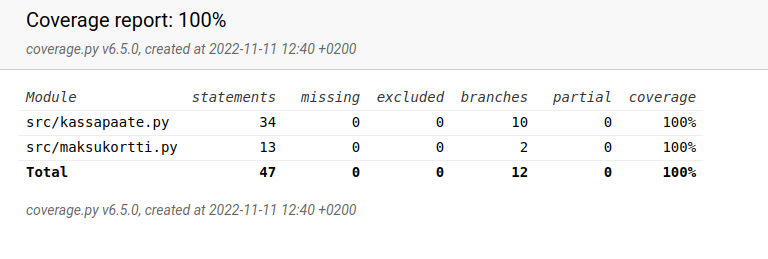 Coverage report: 100%
coverage.py v6.5.0, created at 2022-11-11 12:40 +0200
Module statements missing excluded branches partial coverage
src/kassapaate.py 34 0 0 10 0 100%
src/maksukortti.py 13 0 0 2 0 100%
Total 47 0 0 12 0 100%
coverage.py v6.5.0, created at 2022-11-11 12:40 +0200